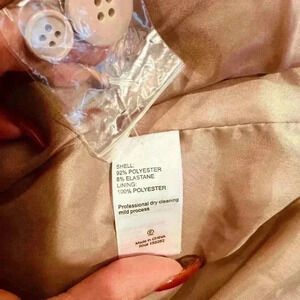 SHELL:
92% POLYESTER
8% ELASTANE
LINING:
100% POLYESTER
Professional dry cleaning
mild process
Made in CHINA